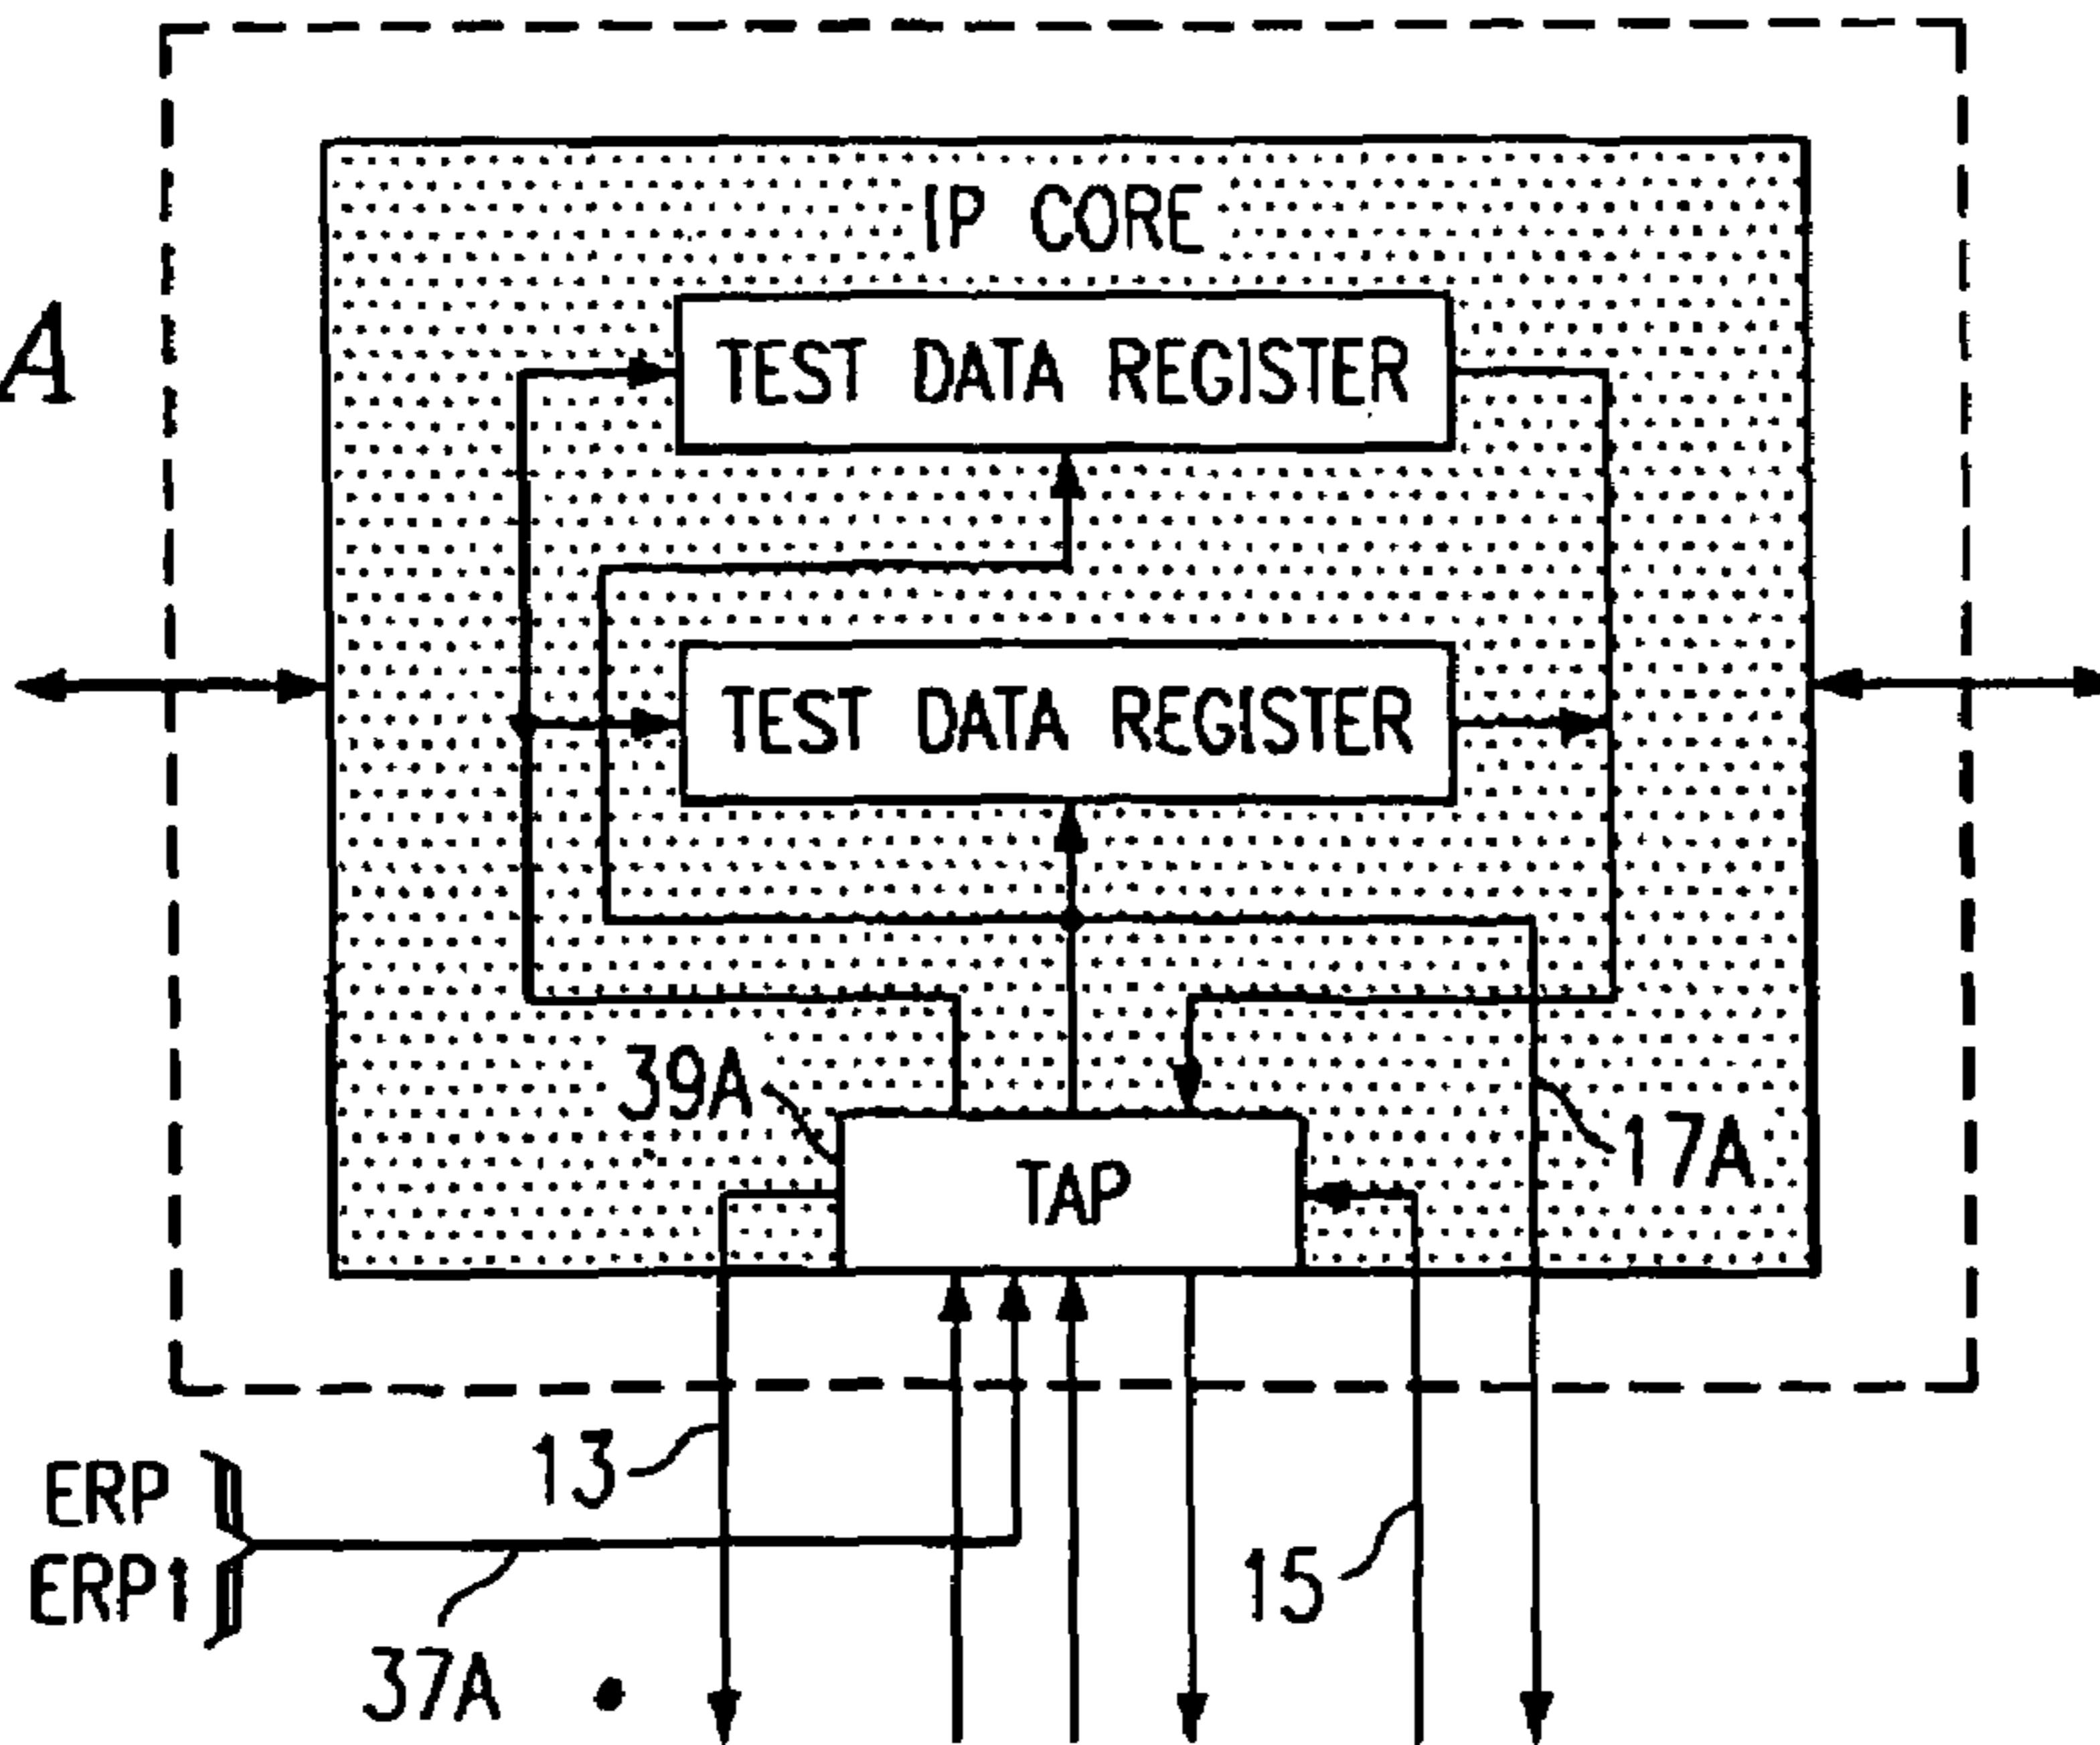 IP CORE
A
TEST DATA REGISTER
TEST DATA REGISTER
39A
17A
TAP
13
ERP
ERP1
15
37A